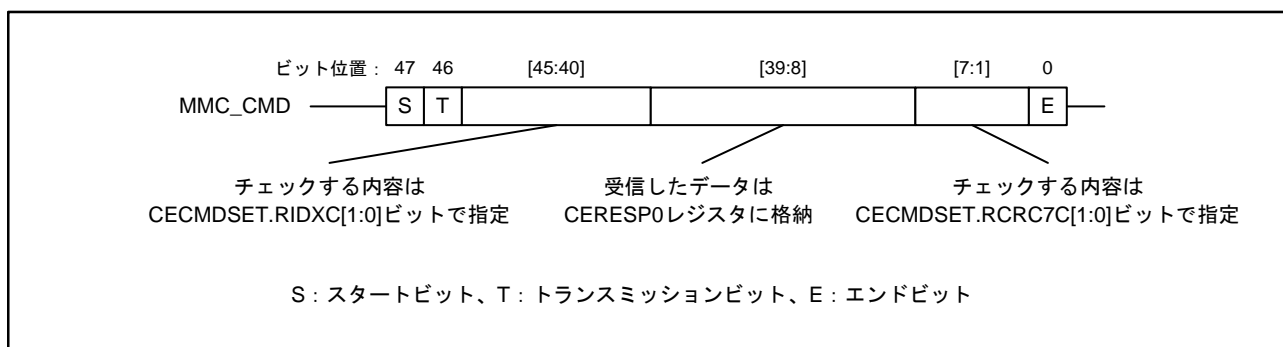 ビット位置： 47 46 [45:40] [39:8] [7:1] 0
MMC_CMD S T E
チェックする内容は 受信したデータは チェックする内容は
CECMDSET.RIDXC[1:0]ビットで指定 CERESP0レジスタに格納 CECMDSET.RCRC7C[1:0]ビットで指定
S：スタートビット、T：トランスミッションビット、E：エンドビット